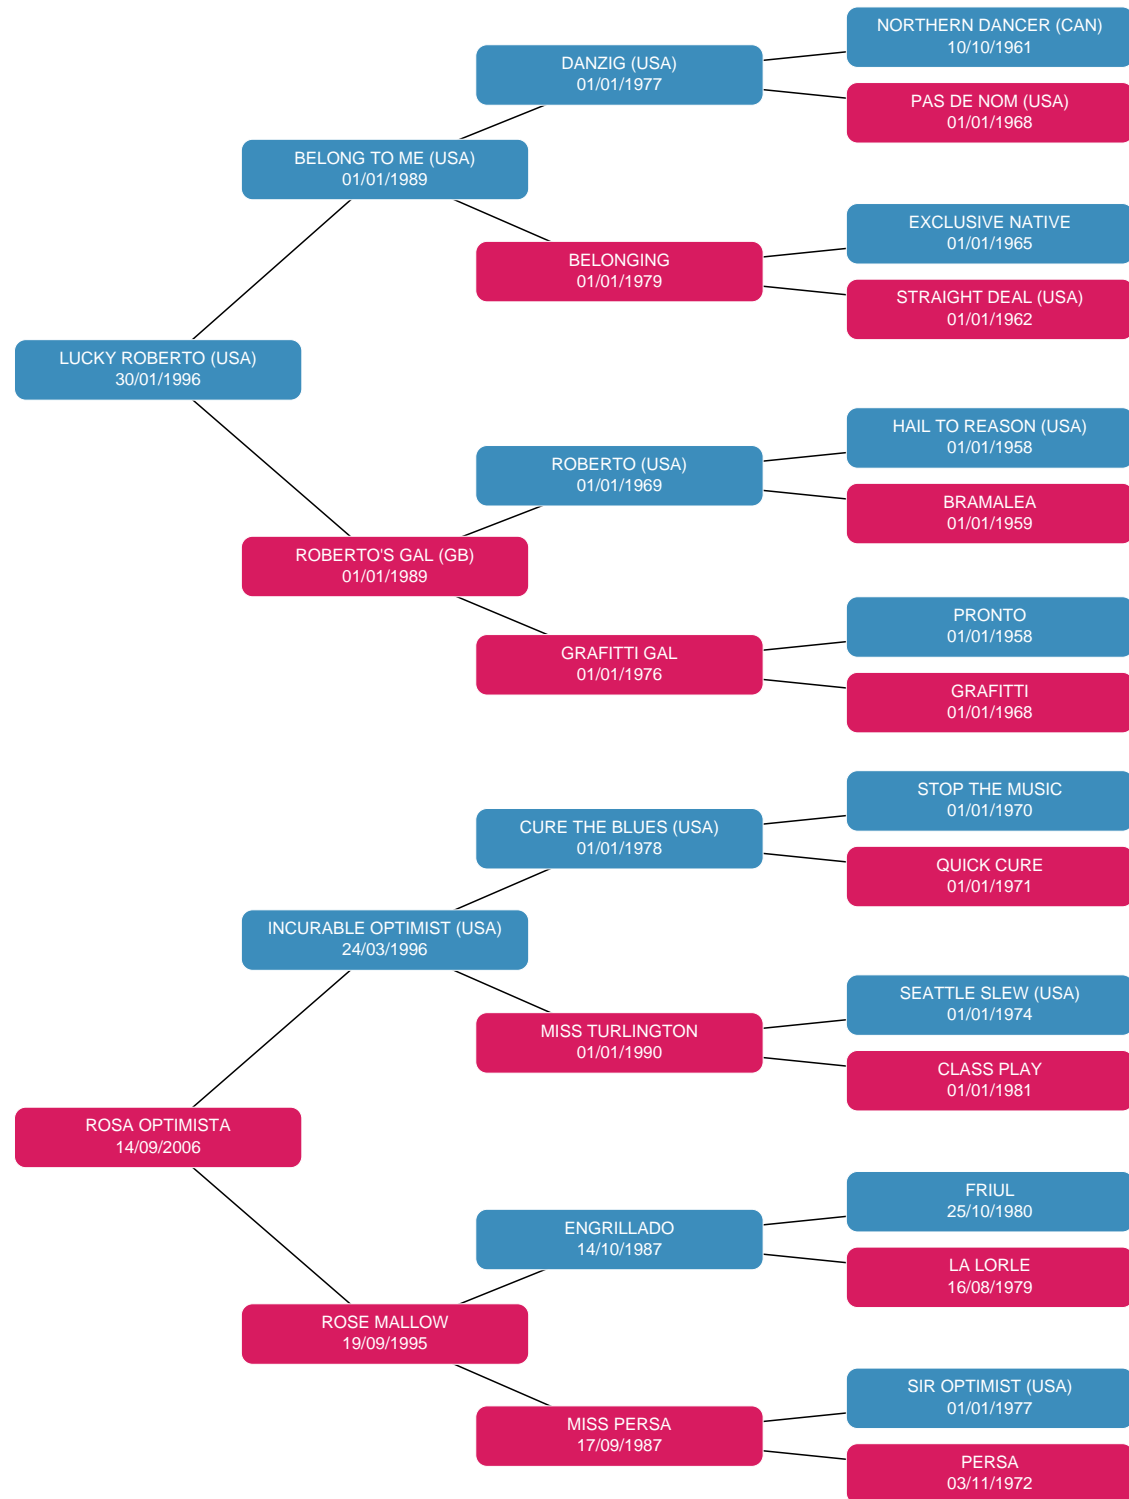 NORTHERN DANCER (CAN)
10/10/1961
DANZIG (USA)
01/01/1977
PAS DE NOM (USA)
01/01/1968
BELONG TO ME (USA)
01/01/1989
EXCLUSIVE NATIVE
01/01/1965
BELONGING
01/01/1979
STRAIGHT DEAL (USA)
01/01/1962
LUCKY ROBERTO (USA)
30/01/1996
HAIL TO REASON (USA)
01/01/1958
ROBERTO (USA)
01/01/1969
BRAMALEA
01/01/1959
ROBERTO'S GAL (GB)
01/01/1989
PRONTO
01/01/1958
GRAFITTI GAL
01/01/1976
GRAFITTI
01/01/1968
STOP THE MUSIC
01/01/1970
CURE THE BLUES (USA)
01/01/1978
QUICK CURE
01/01/1971
INCURABLE OPTIMIST (USA)
24/03/1996
SEATTLE SLEW (USA)
01/01/1974
MISS TURLINGTON
01/01/1990
CLASS PLAY
01/01/1981
ROSA OPTIMISTA
14/09/2006
FRIUL
25/10/1980
ENGRILLADO
14/10/1987
LA LORLE
16/08/1979
ROSE MALLOW
19/09/1995
SIR OPTIMIST (USA)
01/01/1977
MISS PERSA
17/09/1987
PERSA
03/11/1972